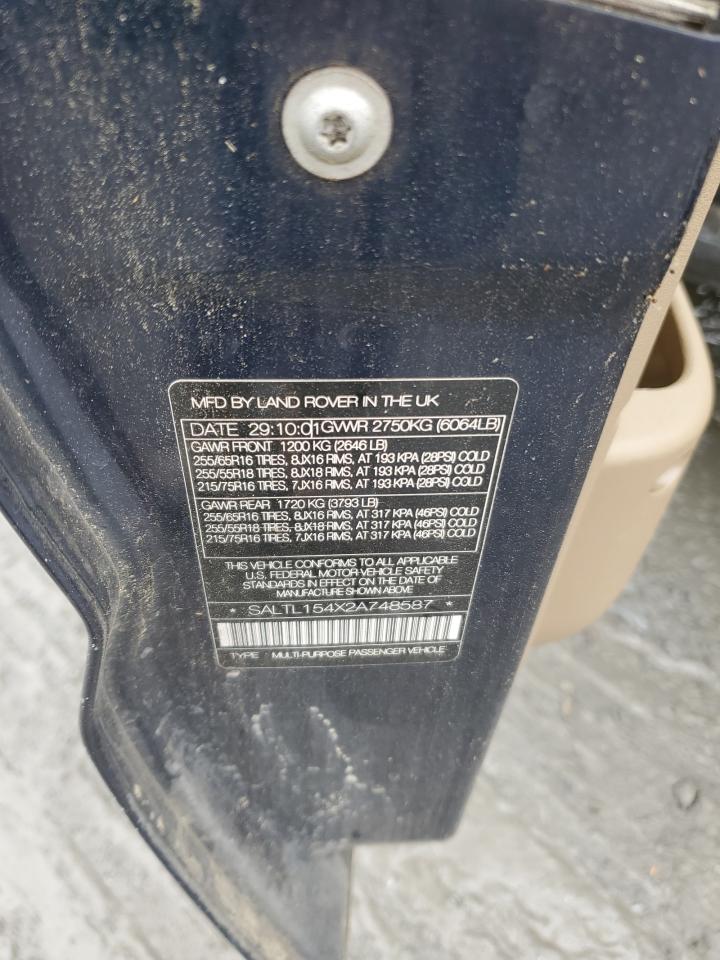 MFD BY LAND ROVER IN THE UK
DATE 29:10:01 GVWR 2750KG (6064LB)
GAWR FRONT 1200 KG (2646 LB)
255/65R16 TIRES, 8JX16 RIMS, AT 193 KPA (28PSI) COLD
255/55R18 TIRES, 8JX18 RIMS, AT 193 KPA (28PSI) COLD
215/75R16 TIRES, 7JX16 RIMS, AT 193 KPA (28PSI) COLD
GAWR REAR 1720 KG (3793 LB)
255/65R16 TIRES, 8JX16 RIMS, AT 317 KPA (46PSI) COLD
255/55R18 TIRES, 8JX18 RIMS, AT 317 KPA (46PSI) COLD
215/75R16 TIRES, 7JX16 RIMS, AT 317 KPA (46PSI) COLD
THIS VEHICLE CONFORMS TO ALL APPLICABLE
U.S. FEDERAL MOTOR VEHICLE SAFETY
STANDARDS IN EFFECT ON THE DATE OF
MANUFACTURE SHOWN ABOVE
* SALTL154X2A748587 *
TYPE MULTI-PURPOSE PASSENGER VEHICLE